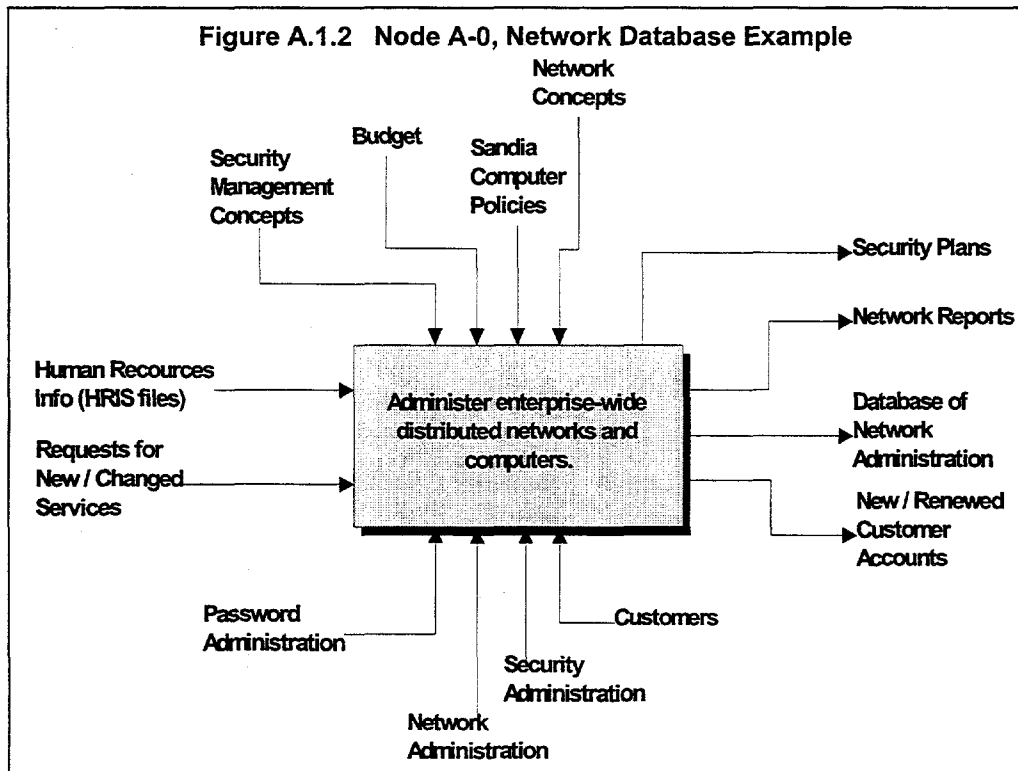 Figure A.1.2 Node A-0, Network Database Example
Network
Concepts
Budget
Sandia
Computer
Policies
Security
Management
Concepts
Security Plans
Network Reports
Human Recources
Info (HRIS files)
Administer enterprise-wide
distributed networks and
computers.
Database of
Network
Administration
Requests for
New / Changed
Services
New / Renewed
Customer
Accounts
Password
Administration
Customers
Security
Administration
Network
Administration